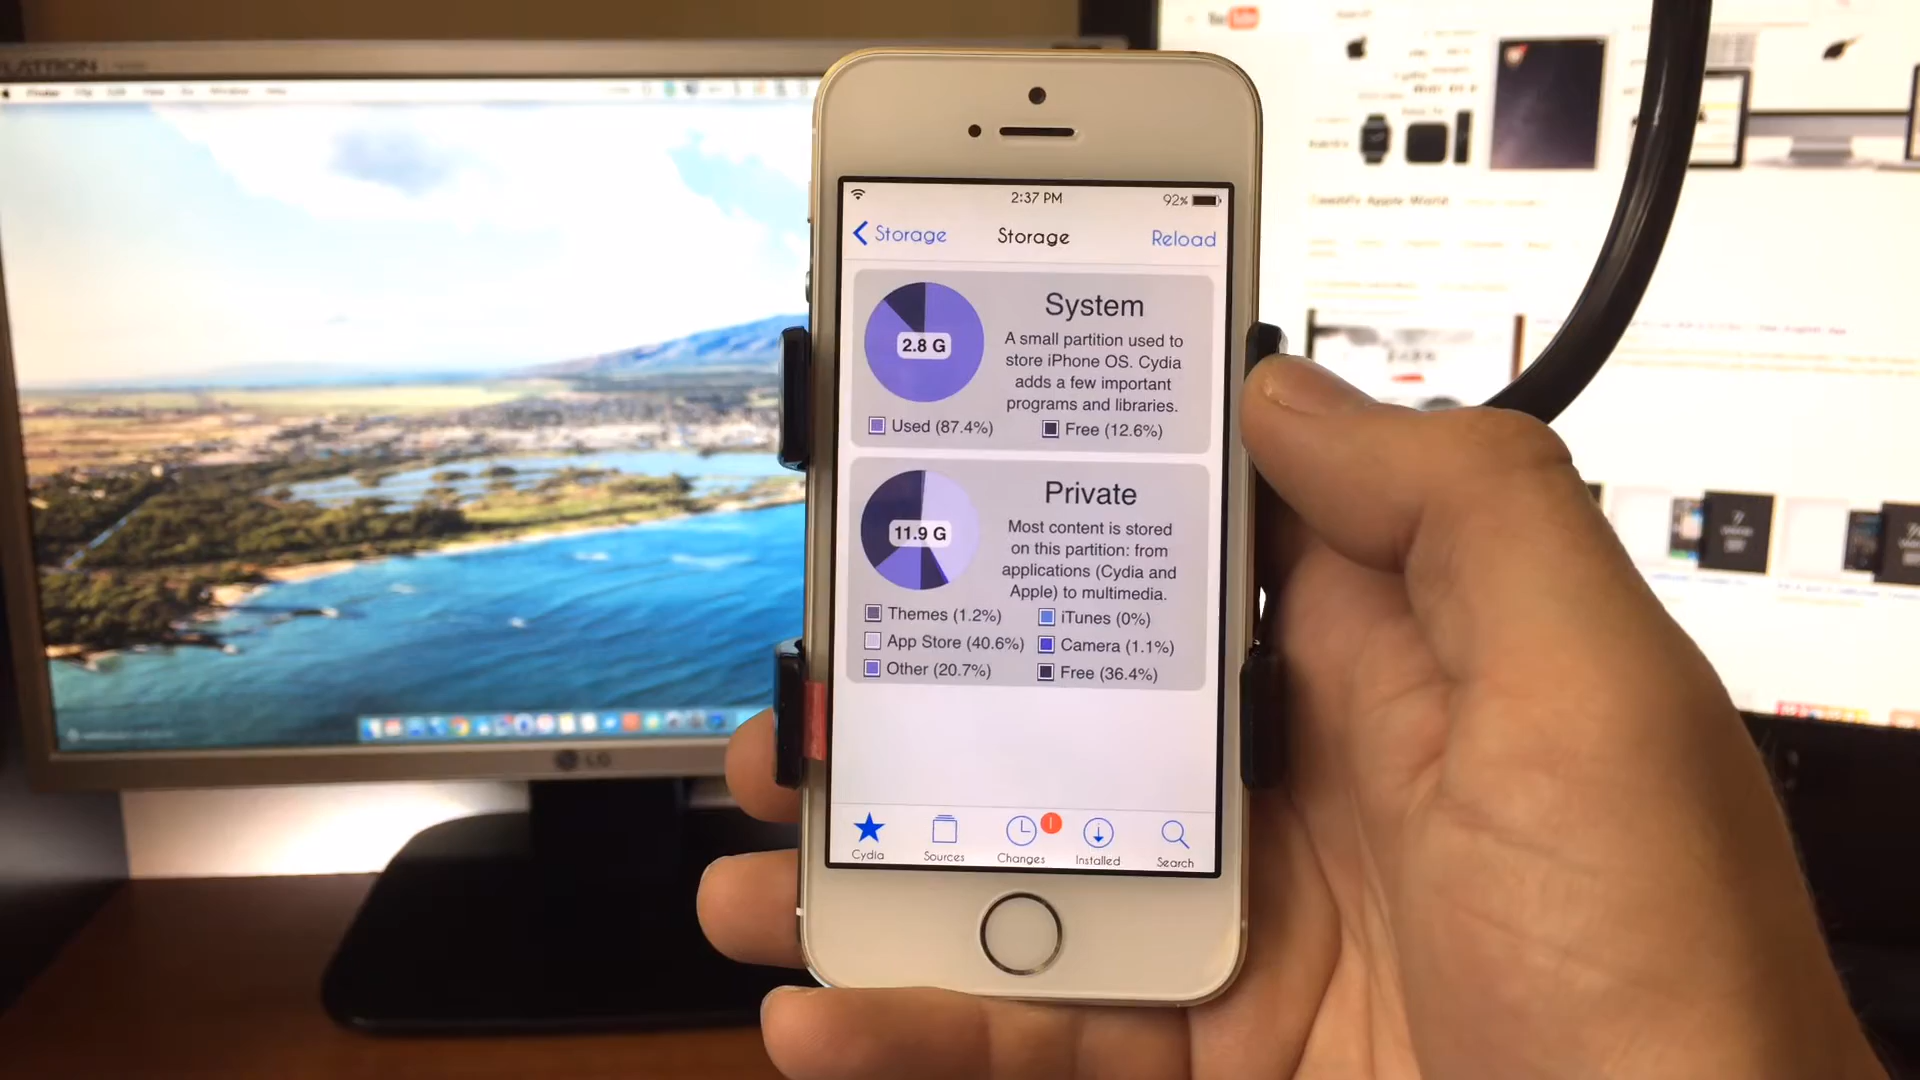 2:37 PM
92%
Storage
Storage
Reload
2.8 G
System
A small partition used to
store iPhone OS. Cydia
adds a few important
programs and libraries.
Used (87.4%)
Free (12.6%)
11.9 G
Private
Most content is stored
on this partition: from
applications (Cydia and
Apple) to multimedia.
Themes (1.2%)
iTunes (0%)
App Store (40.6%)
Camera (1.1%)
Other (20.7%)
Free (36.4%)
Cydia
Sources
Changes
Installed
Search
LG
Finder